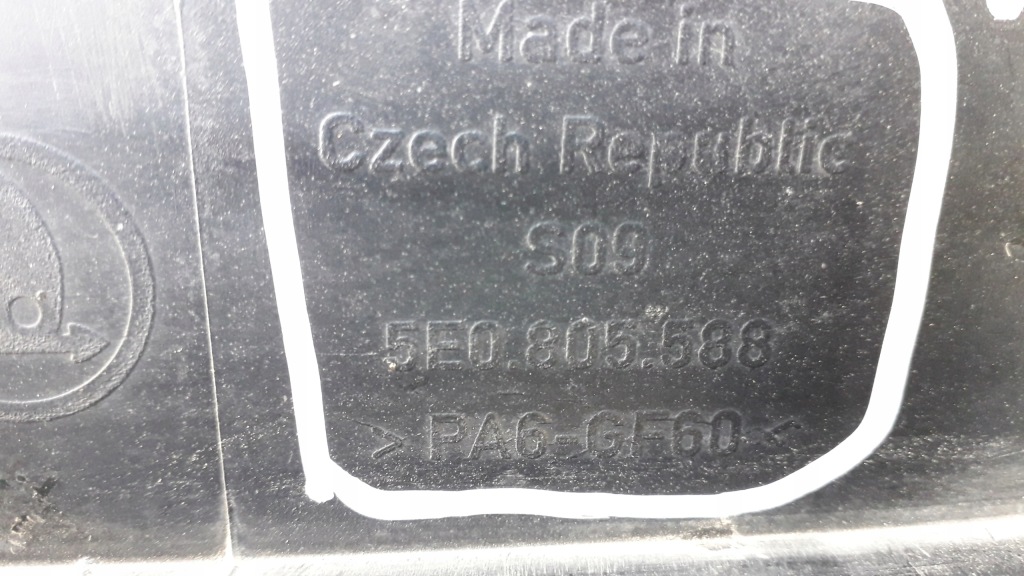 Made in
Czech Republic
S09
5E0.805.588
> PA6-GF60 <